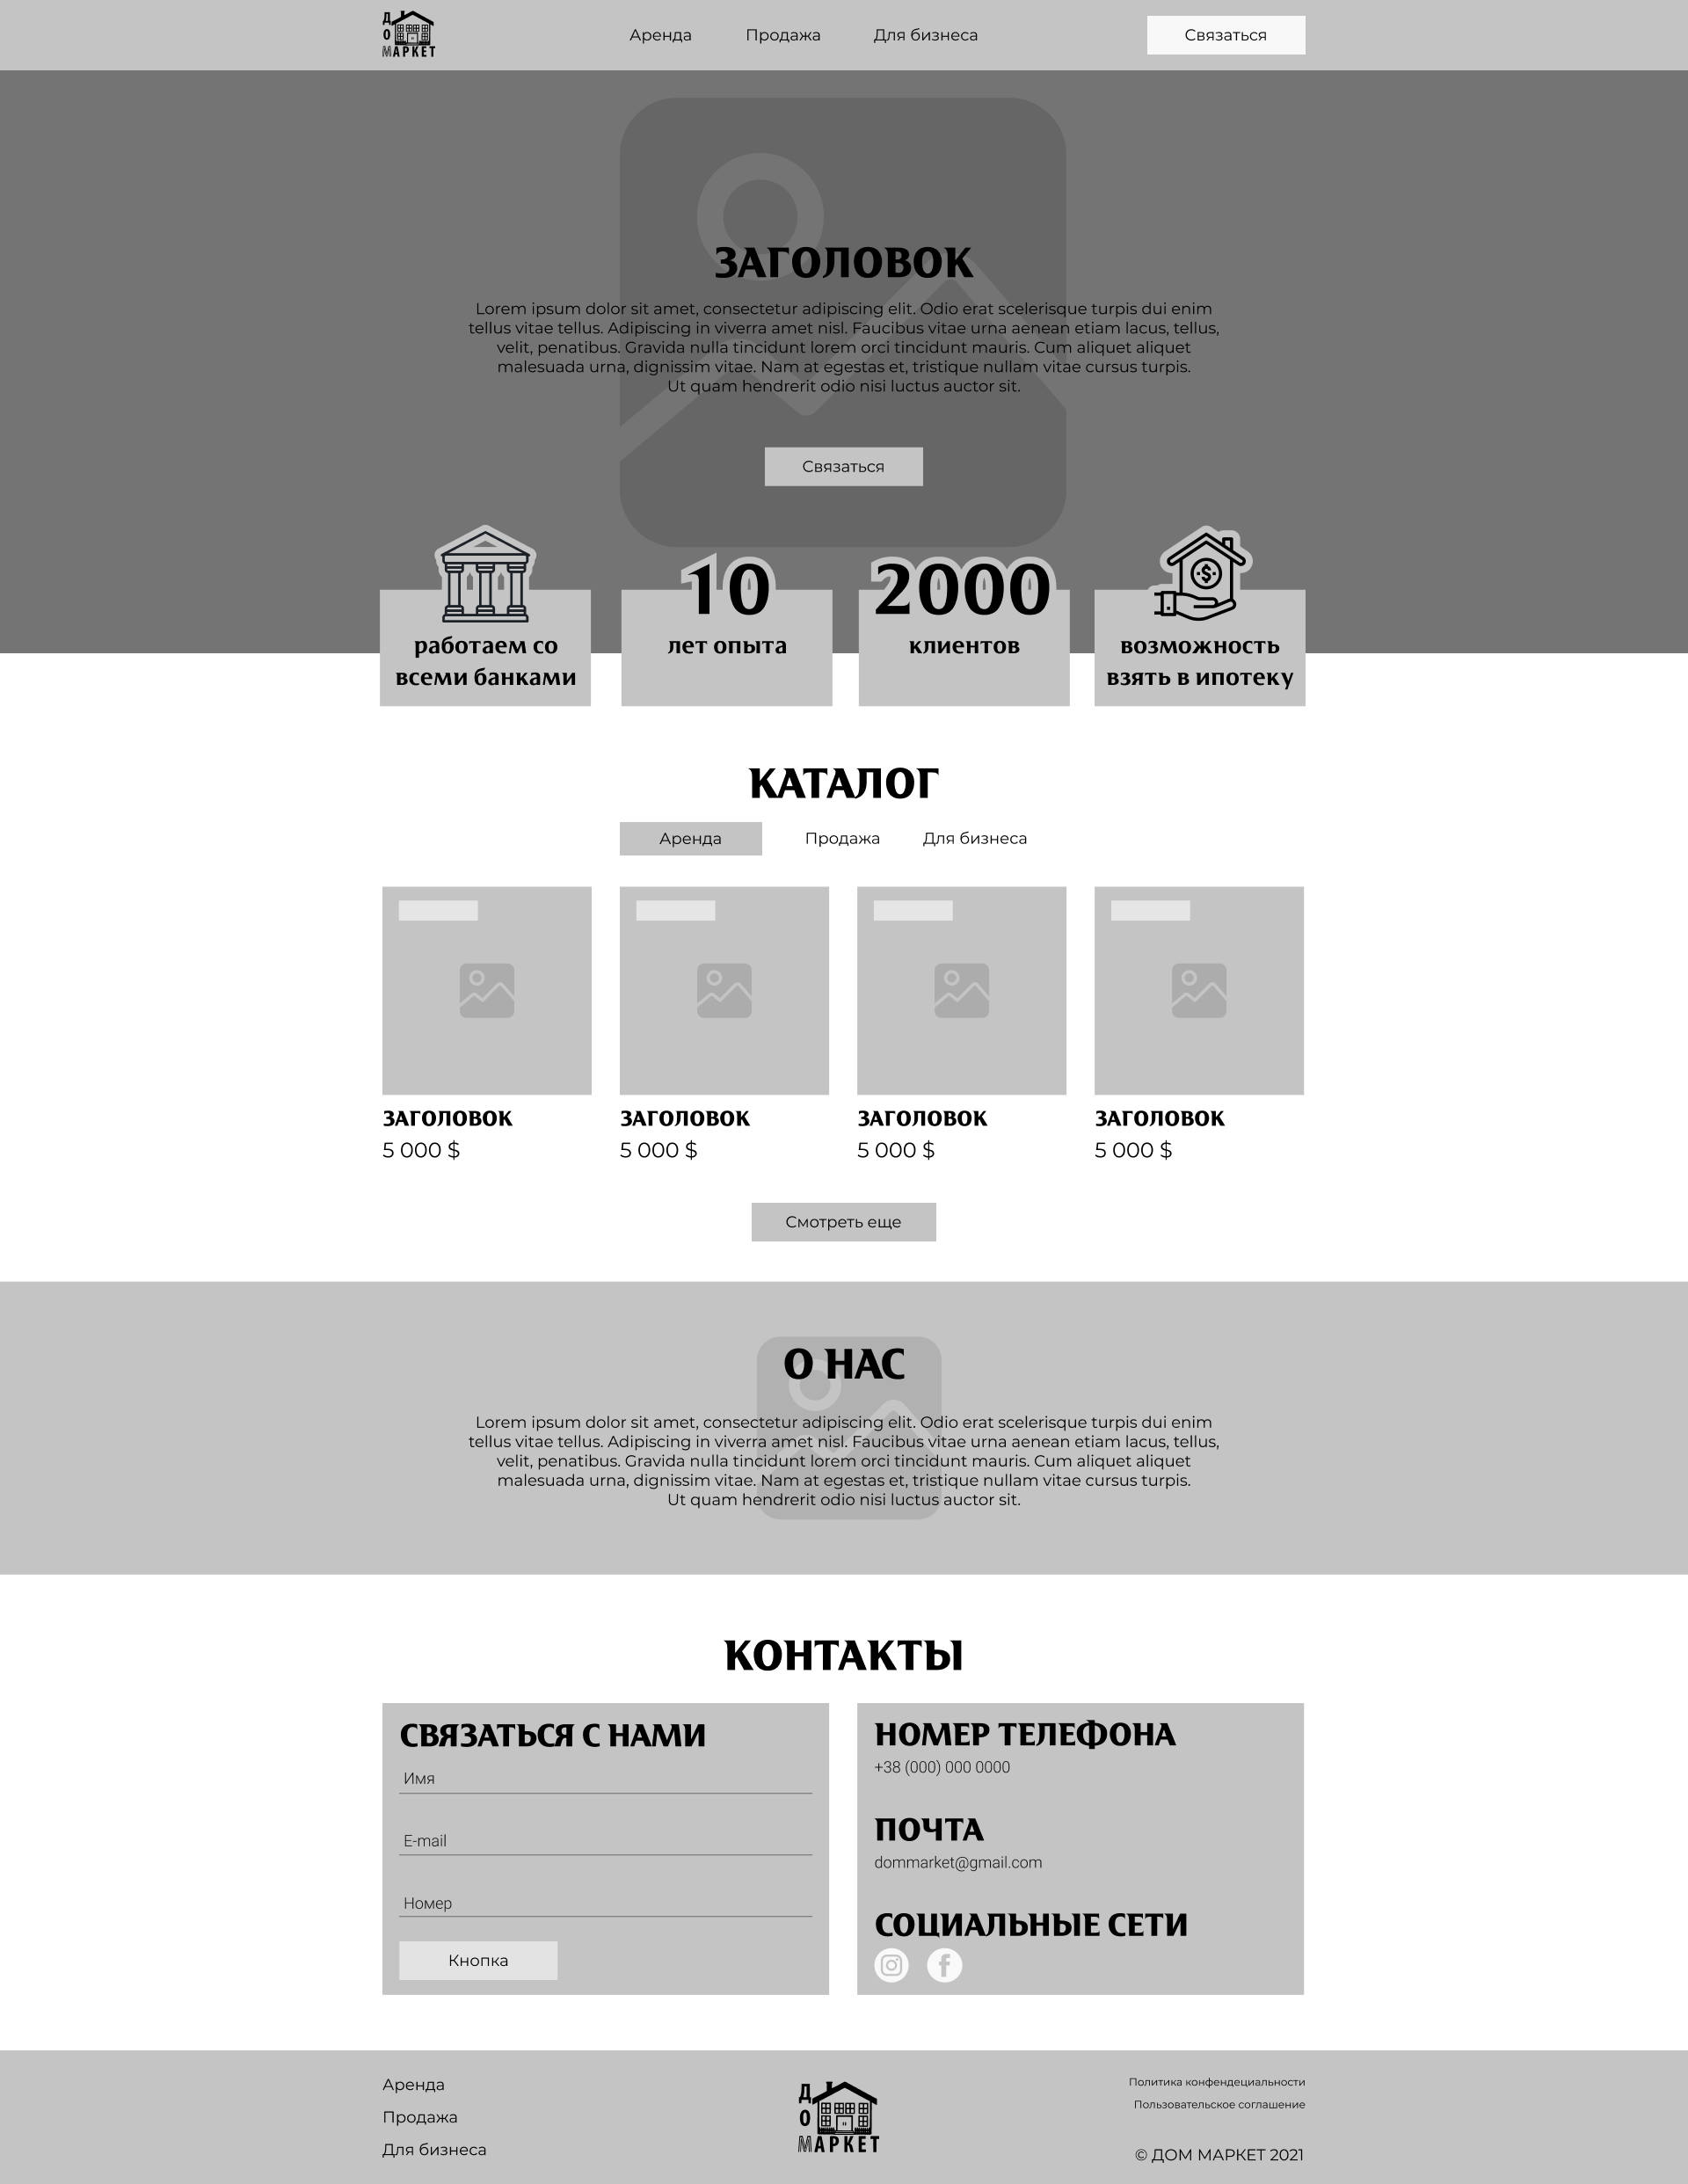 ДО
МАРКЕТ
Аренда Продажа Для бизнеса Связаться
ЗАГОЛОВОК
Lorem ipsum dolor sit amet, consectetur adipiscing elit. Odio erat scelerisque turpis dui enim
tellus vitae tellus. Adipiscing in viverra amet nisl. Faucibus vitae urna aenean etiam lacus, tellus,
velit, penatibus. Gravida nulla tincidunt lorem orci tincidunt mauris. Cum aliquet aliquet
malesuada urna, dignissim vitae. Nam at egestas et, tristique nullam vitae cursus turpis.
Ut quam hendrerit odio nisi luctus auctor sit.
Связаться
работаем со
всеми банками
10
лет опыта
2000
клиентов
возможность
взять в ипотеку
КАТАЛОГ
Аренда Продажа Для бизнеса
ЗАГОЛОВОК
5 000 $
ЗАГОЛОВОК
5 000 $
ЗАГОЛОВОК
5 000 $
ЗАГОЛОВОК
5 000 $
Смотреть еще
О НАС
Lorem ipsum dolor sit amet, consectetur adipiscing elit. Odio erat scelerisque turpis dui enim
tellus vitae tellus. Adipiscing in viverra amet nisl. Faucibus vitae urna aenean etiam lacus, tellus,
velit, penatibus. Gravida nulla tincidunt lorem orci tincidunt mauris. Cum aliquet aliquet
malesuada urna, dignissim vitae. Nam at egestas et, tristique nullam vitae cursus turpis.
Ut quam hendrerit odio nisi luctus auctor sit.
КОНТАКТЫ
СВЯЗАТЬСЯ С НАМИ
Имя
E-mail
Номер
Кнопка
НОМЕР ТЕЛЕФОНА
+38 (000) 000 0000
ПОЧТА
dommarket@gmail.com
СОЦИАЛЬНЫЕ СЕТИ
Аренда
Продажа
Для бизнеса
ДО
МАРКЕТ
Политика конфендециальности
Пользовательское соглашение
© ДОМ МАРКЕТ 2021